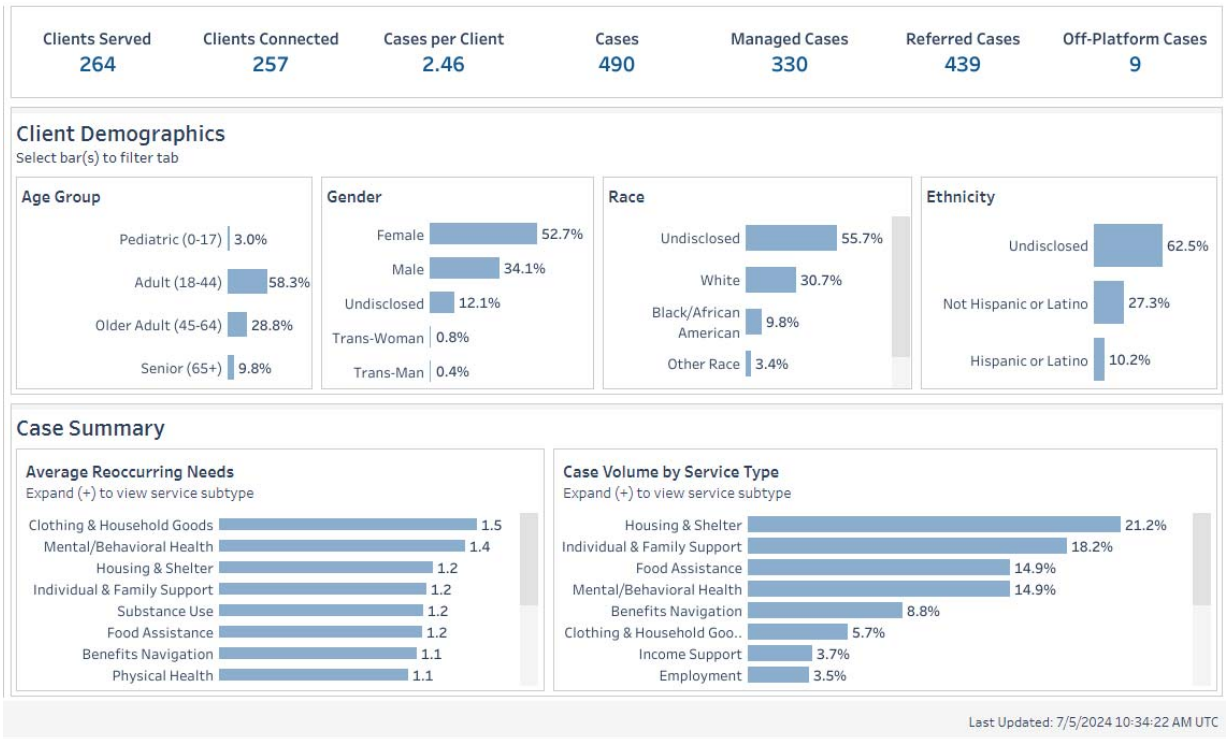 Clients Served Clients Connected Cases per Client Cases Managed Cases Referred Cases Off-Platform Cases
264 257 2.46 490 330 439 9
Client Demographics
Select bar(s) to filter tab
Age Group
Pediatric (0-17) 3.0%
Adult (18-44) 58.3%
Older Adult (45-64) 28.8%
Senior (65+) 9.8%
Gender
Female 52.7%
Male 34.1%
Undisclosed 12.1%
Trans-Woman 0.8%
Trans-Man 0.4%
Race
Undisclosed 55.7%
White 30.7%
Black/African
American 9.8%
Other Race 3.4%
Ethnicity
Undisclosed 62.5%
Not Hispanic or Latino 27.3%
Hispanic or Latino 10.2%
Case Summary
Average Reoccurring Needs
Expand (+) to view service subtype
Clothing & Household Goods 1.5
Mental/Behavioral Health 1.4
Housing & Shelter 1.2
Individual & Family Support 1.2
Substance Use 1.2
Food Assistance 1.2
Benefits Navigation 1.1
Physical Health 1.1
Case Volume by Service Type
Expand (+) to view service subtype
Housing & Shelter 21.2%
Individual & Family Support 18.2%
Food Assistance 14.9%
Mental/Behavioral Health 14.9%
Benefits Navigation 8.8%
Clothing & Household Goo.. 5.7%
Income Support 3.7%
Employment 3.5%
Last Updated: 7/5/2024 10:34:22 AM UTC